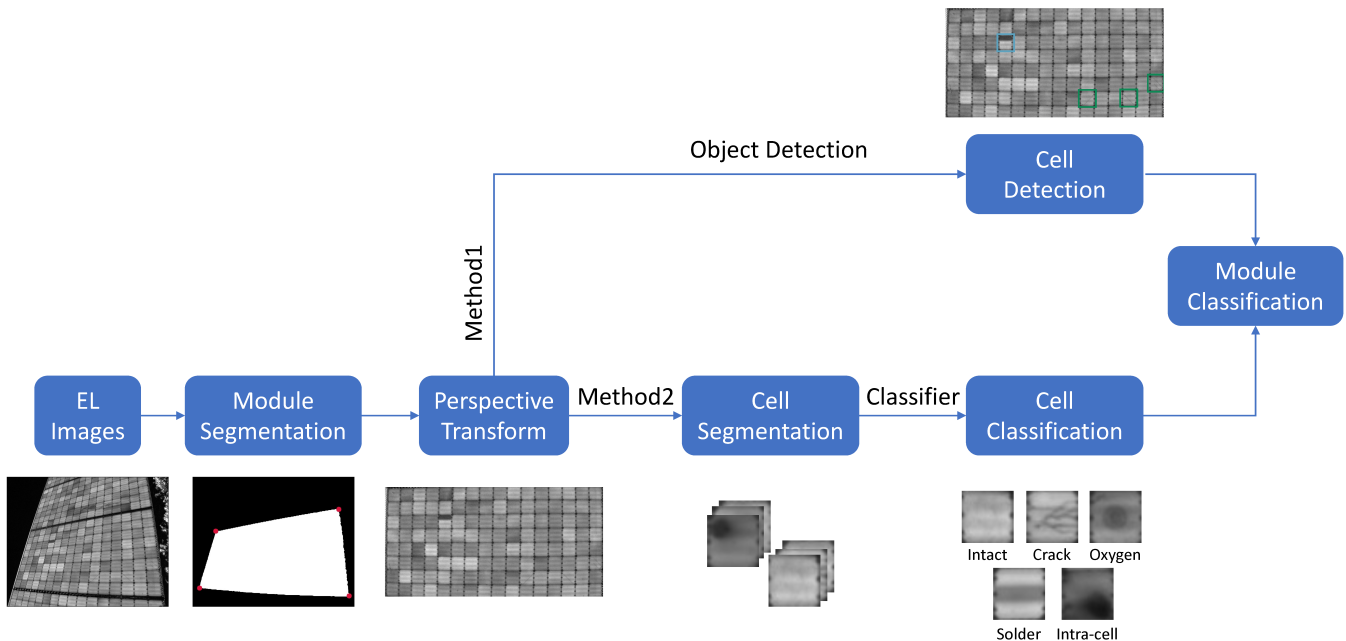 Object Detection
Cell
Detection
Method1
Module
Classification
EL
Images
Module
Segmentation
Perspective
Transform
Method2
Cell
Segmentation
Classifier
Cell
Classification
Intact
Crack
Oxygen
Solder
Intra-cell